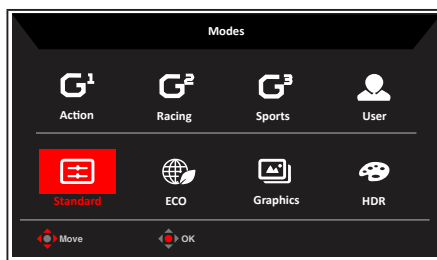 Modes
G¹ G² G³
Action Racing Sports User
Standard ECO Graphics HDR
Move OK